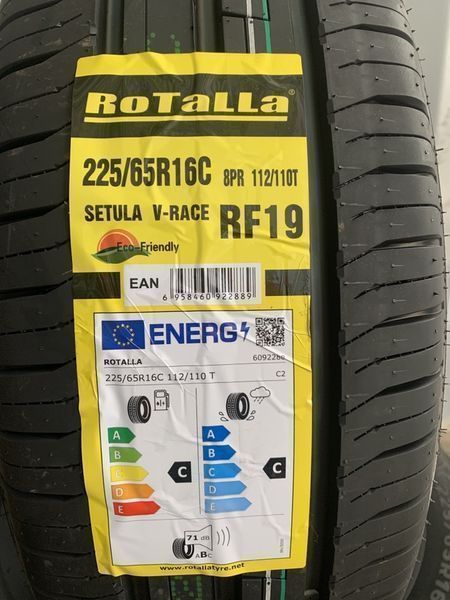 RoTaLLa®
225/65R16C 8PR 112/110T
SETULA V-RACE RF19
Eco-Friendly
EAN
6 958460 922889
ENERG
ROTALLA
225/65R16C 112/110 T C2
A
B
C
D
E
C
A
B
C
D
E
C
71 dB
ABC
www.rotallatyre.net